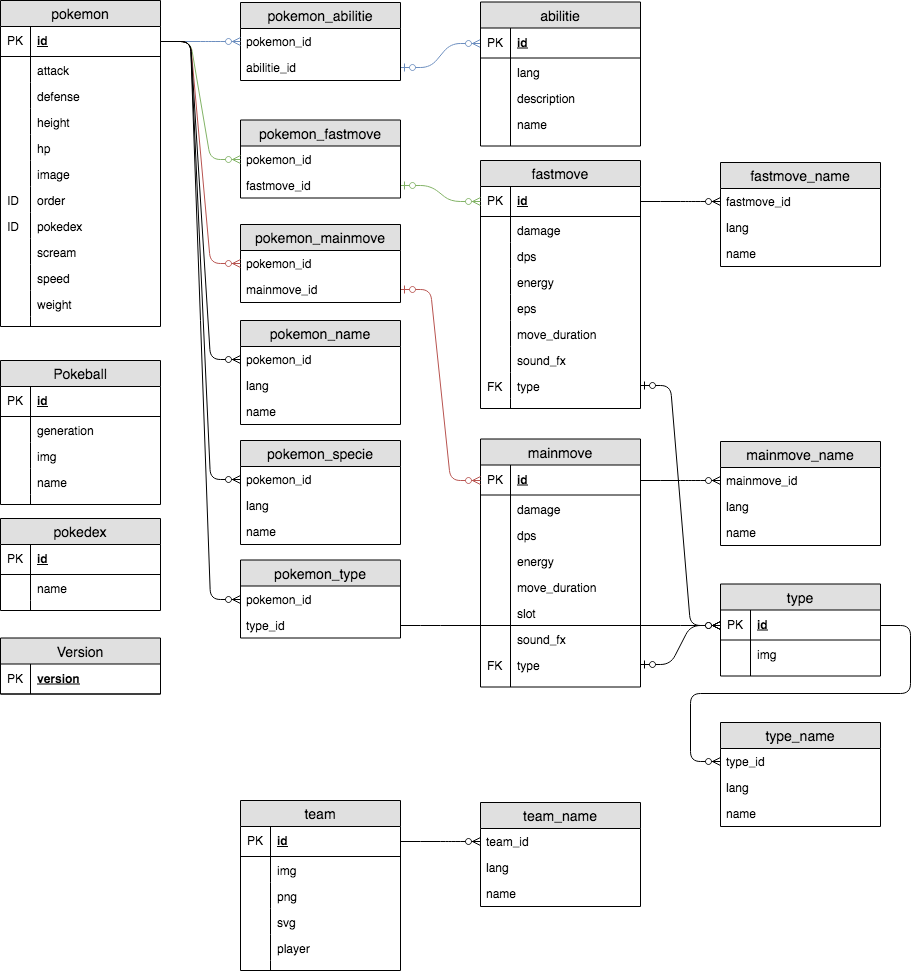 pokemon
PK id
attack
defense
height
hp
image
ID order
ID pokedex
scream
speed
weight
Pokeball
PK id
generation
img
name
pokedex
PK id
name
Version
PK version
pokemon_abilitie
pokemon_id
abilitie_id
pokemon_fastmove
pokemon_id
fastmove_id
pokemon_mainmove
pokemon_id
mainmove_id
pokemon_name
pokemon_id
lang
name
pokemon_specie
pokemon_id
lang
name
pokemon_type
pokemon_id
type_id
team
PK id
img
png
svg
player
abilitie
PK id
lang
description
name
fastmove
PK id
damage
dps
energy
eps
move_duration
sound_fx
FK type
mainmove
PK id
damage
dps
energy
move_duration
slot
sound_fx
FK type
team_name
team_id
lang
name
fastmove_name
fastmove_id
lang
name
mainmove_name
mainmove_id
lang
name
type
PK id
img
type_name
type_id
lang
name